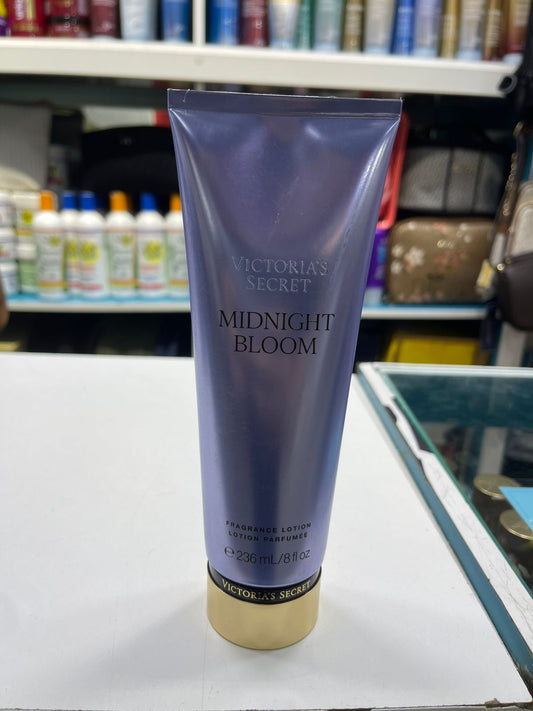 VICTORIA'S
SECRET
MIDNIGHT
BLOOM
FRAGRANCE LOTION
LOTION PARFUMÉE
℮ 236 mL/8 fl oz
VICTORIA'S SECRET